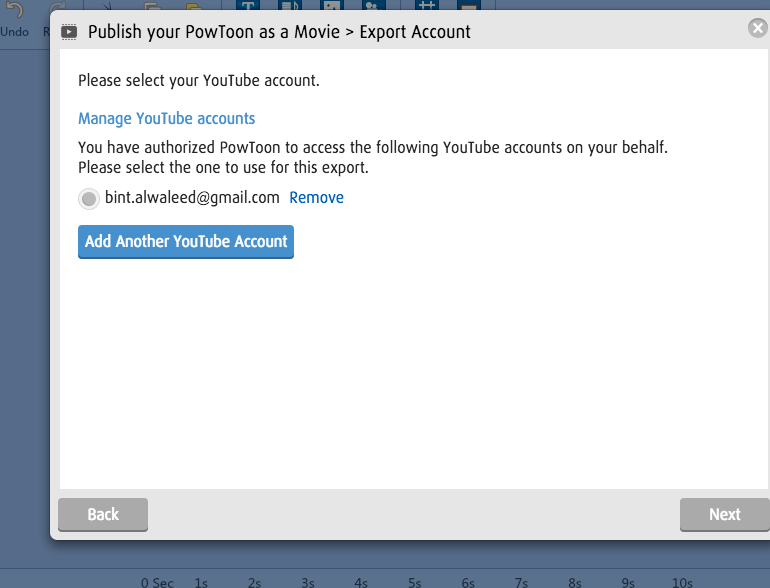 Undo
Publish your PowToon as a Movie > Export Account
Please select your YouTube account.
Manage YouTube accounts
You have authorized PowToon to access the following YouTube accounts on your behalf.
Please select the one to use for this export.
bint.alwaleed@gmail.com Remove
Add Another YouTube Account
Back Next
0 Sec 1s 2s 3s 4s 5s 6s 7s 8s 9s 10s